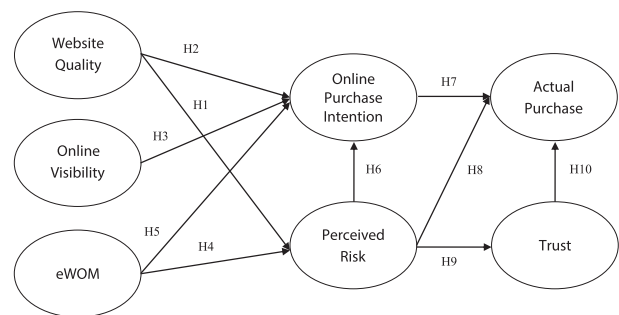 Website
Quality
H2
Online
Purchase
Intention
H7
Actual
Purchase
H1
H3
Online
Visibility
H6
H8
H10
H5
H4
eWOM
Perceived
Risk
H9
Trust